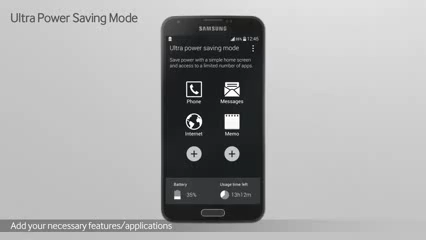 Ultra Power Saving Mode
SAMSUNG
35% 12:45
Ultra power saving mode
Save power with a simple home screen
and access to a limited number of apps.
Phone Messages
Internet Memo
Battery Usage time left
35% 13h12m
Add your necessary features/applications